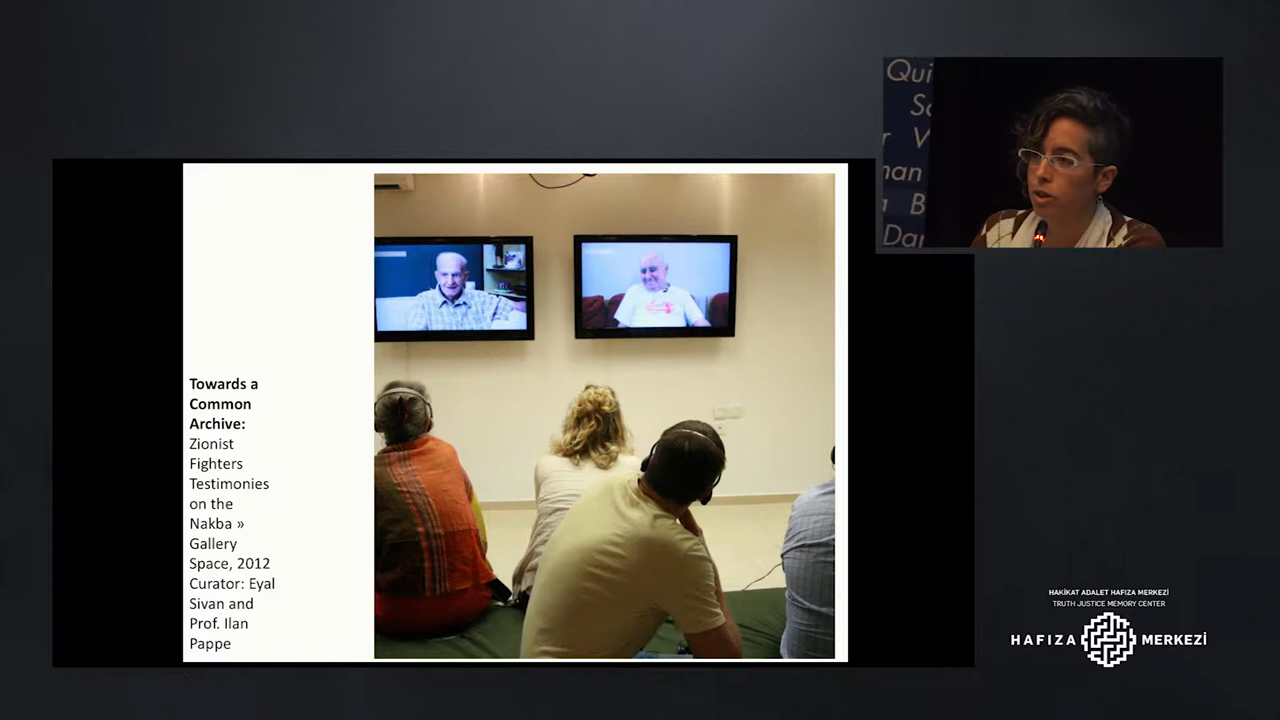 Qui
Towards a
Common
Archive:
Zionist
Fighters
Testimonies
on the
Nakba »
Gallery
Space, 2012
Curator: Eyal
Sivan and
Prof. Ilan
Pappe
HAKİKAT ADALET HAFIZA MERKEZİ
TRUTH JUSTICE MEMORY CENTER
HAFIZA MERKEZİ